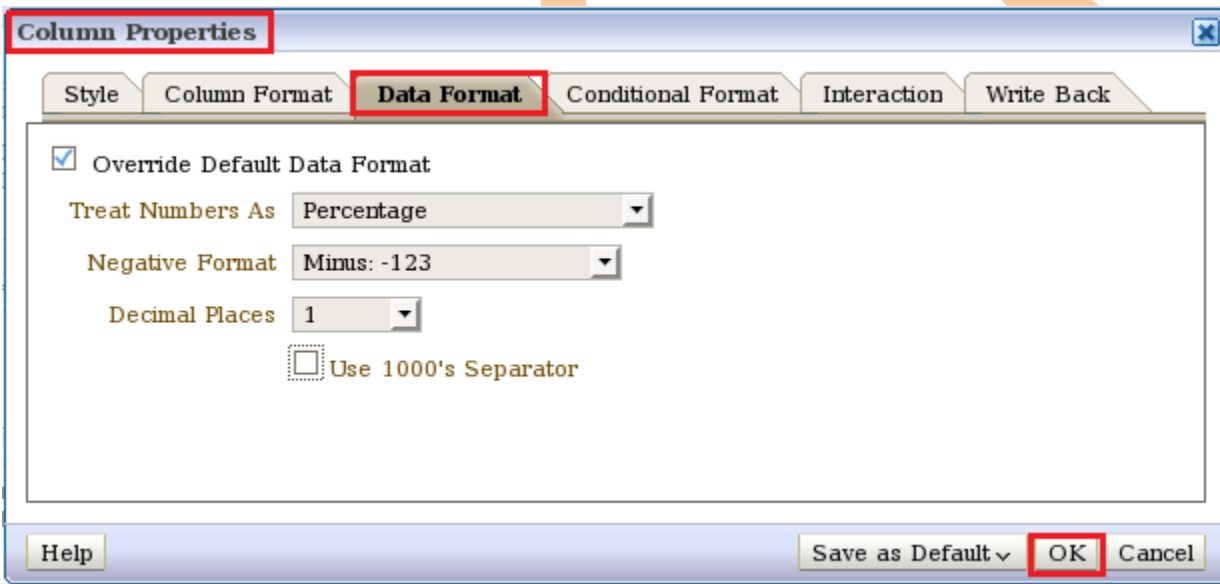 Column Properties
Style Column Format Data Format Conditional Format Interaction Write Back
Override Default Data Format
Treat Numbers As Percentage
Negative Format Minus: -123
Decimal Places 1
Use 1000's Separator
Help Save as Default OK Cancel